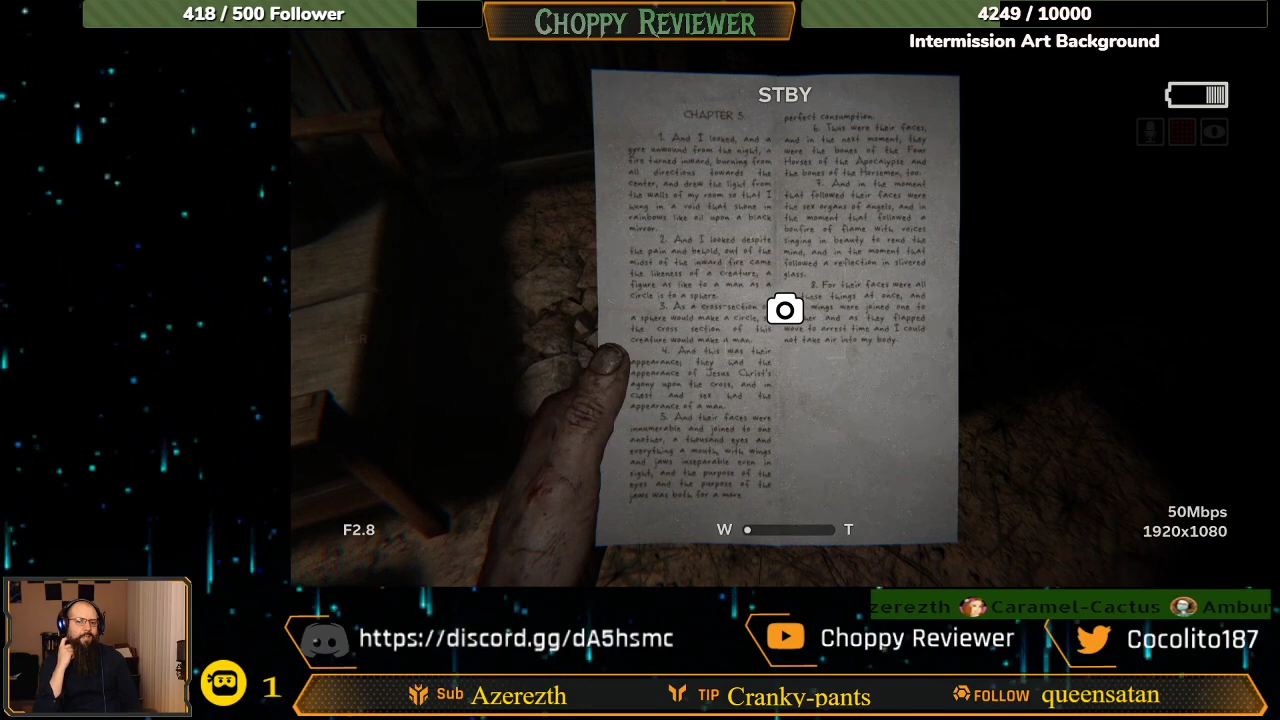 418 / 500 Follower
CHOPPY REVIEWER
4249 / 10000
Intermission Art Background
STBY
CHAPTER 5
1. And I looked, and a
gyre unwound from the night, a
fire turned inward, burning from
all directions towards the
center, and drew the light from
the walls of my room so that I
hung in a void that shone in
rainbows like oil upon a black
mirror.
2. And I looked despite
the pain and behold, out of the
midst of the inward fire came
the likeness of a creature, a
figure as like to a man as a
circle is to a sphere.
3. As a cross-section
a sphere would make a circle,
the cross section of this
creature would make a man.
4. And this was their
appearance; they had the
appearance of Jesus Christ's
agony upon the cross, and in
chest and sex had the
appearance of a man.
5. And their faces were
innumerable and joined to one
another, a thousand eyes and
everything a mouth, with wings
and jaws inseparable even in
sight, and the purpose of the
eyes and the purpose of the
jaws was both for a more
perfect consumption.
6. Thus were their faces,
and in the next moment, they
were the bones of the Four
Horses of the Apocalypse and
the bones of the Horsemen, too.
7. And in the moment
that followed their faces were
the sex organs of angels, and in
the moment that followed a
bonfire of flame with voices
singing in beauty to rend the
mind, and in the moment that
followed a reflection in slivered
glass.
8. For their faces were all
these things at once, and
wings were joined one to
and as they flapped
wove to arrest time and I could
not take air into my body.
F2.8
W T
50Mbps
1920x1080
zerezth Caramel-Cactus Ambur
https://discord.gg/dA5hsmc
Choppy Reviewer
Cocolito187
1
Sub Azerezth
TIP Cranky-pants
FOLLOW queensatan